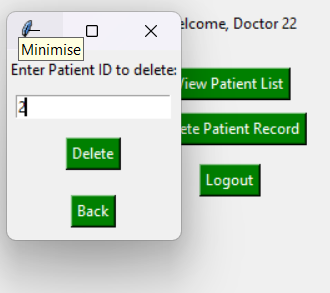 Minimise
Enter Patient ID to delete:
2
Delete
Back
elcome, Doctor 22
View Patient List
ete Patient Record
Logout